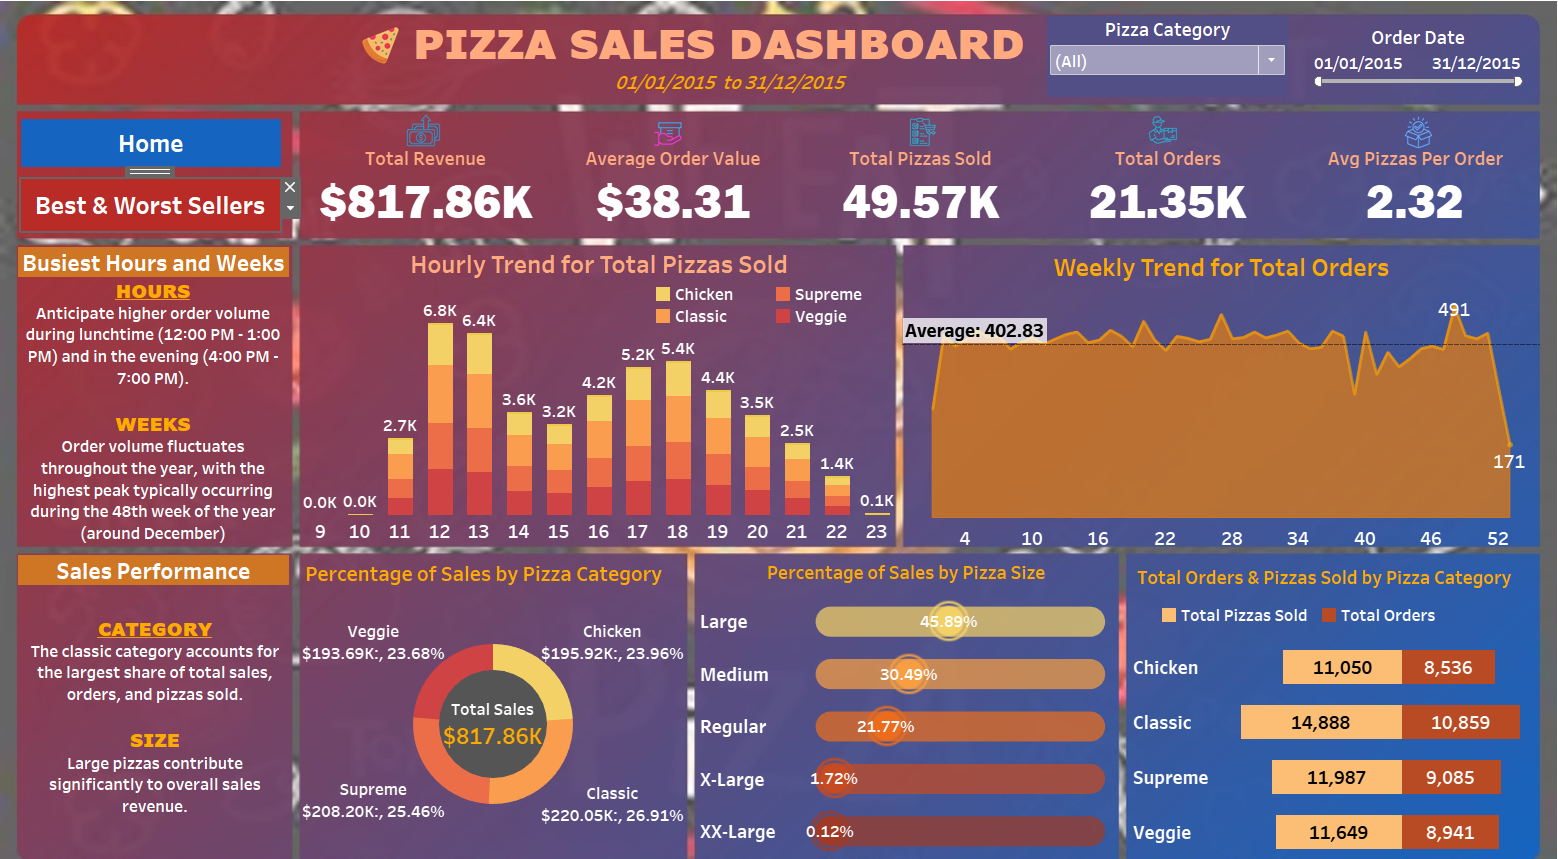 PIZZA SALES DASHBOARD
01/01/2015 to 31/12/2015
Pizza Category
(All)
Order Date
01/01/2015 31/12/2015
Home
Best & Worst Sellers
Total Revenue
$817.86K
Average Order Value
$38.31
Total Pizzas Sold
49.57K
Total Orders
21.35K
Avg Pizzas Per Order
2.32
Busiest Hours and Weeks
HOURS
Anticipate higher order volume
during lunchtime (12:00 PM - 1:00
PM) and in the evening (4:00 PM -
7:00 PM).
WEEKS
Order volume fluctuates
throughout the year, with the
highest peak typically occurring
during the 48th week of the year
(around December)
Hourly Trend for Total Pizzas Sold
Chicken Supreme
Classic Veggie
0.0K 0.0K 2.7K 6.8K 6.4K 3.6K 3.2K 4.2K 5.2K 5.4K 4.4K 3.5K 2.5K 1.4K 0.1K
9 10 11 12 13 14 15 16 17 18 19 20 21 22 23
Weekly Trend for Total Orders
491
Average: 402.83
171
4 10 16 22 28 34 40 46 52
Sales Performance
CATEGORY
The classic category accounts for
the largest share of total sales,
orders, and pizzas sold.
SIZE
Large pizzas contribute
significantly to overall sales
revenue.
Percentage of Sales by Pizza Category
Veggie
$193.69K:, 23.68%
Chicken
$195.92K:, 23.96%
Total Sales
$817.86K
Supreme
$208.20K:, 25.46%
Classic
$220.05K:, 26.91%
Percentage of Sales by Pizza Size
Large 45.89%
Medium 30.49%
Regular 21.77%
X-Large 1.72%
XX-Large 0.12%
Total Orders & Pizzas Sold by Pizza Category
Total Pizzas Sold Total Orders
Chicken 11,050 8,536
Classic 14,888 10,859
Supreme 11,987 9,085
Veggie 11,649 8,941